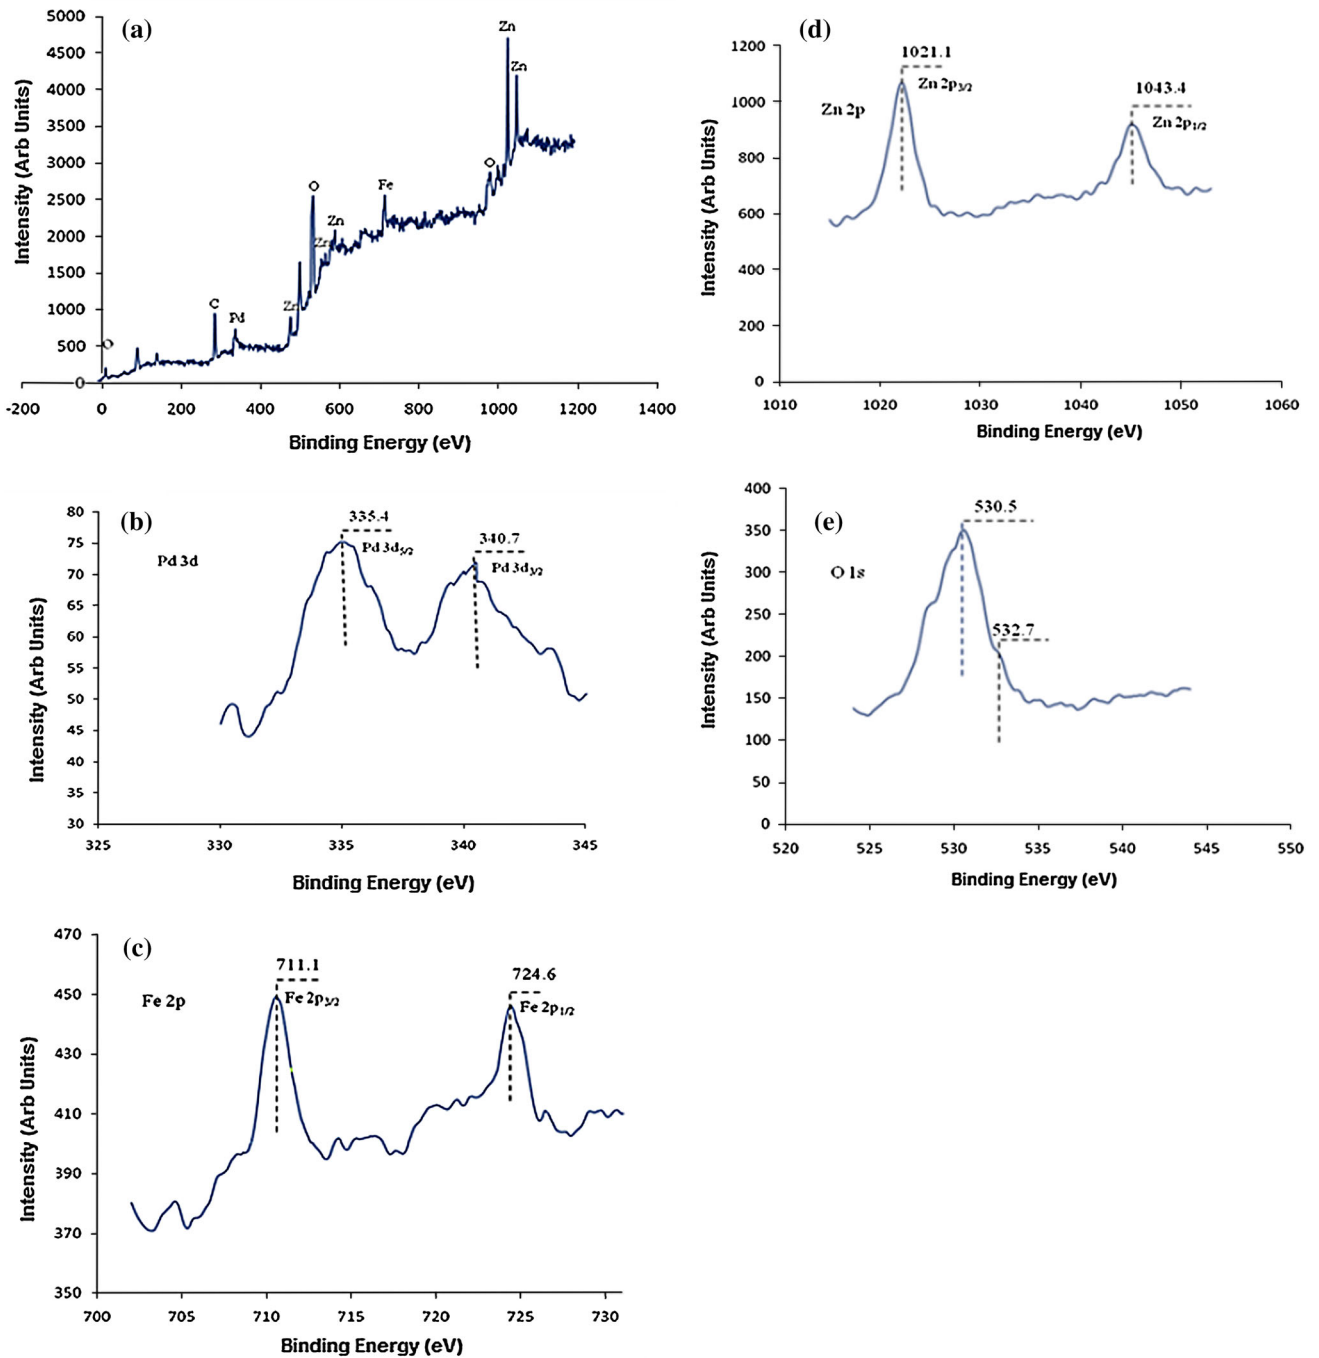 (a)
5000
4500
4000
3500
3000
2500
2000
1500
1000
500
0
Intensity (Arb Units)
O
C
Pd
Zn
O
Zn
Zn
Fe
O
Zn
Zn
-200 0 200 400 600 800 1000 1200 1400
Binding Energy (eV)
(d)
1200
1000
800
600
400
200
0
Intensity (Arb Units)
Zn 2p
1021.1
Zn 2p3/2
1043.4
Zn 2p1/2
1010 1020 1030 1040 1050 1060
Binding Energy (eV)
(b)
80
75
70
65
60
55
50
45
40
35
30
Intensity (Arb Units)
Pd 3d
335.4
Pd 3d5/2
340.7
Pd 3d3/2
325 330 335 340 345
Binding Energy (eV)
(e)
400
350
300
250
200
150
100
50
0
Intensity (Arb Units)
O 1s
530.5
532.7
520 525 530 535 540 545 550
Binding Energy (eV)
(c)
470
450
430
410
390
370
350
Intensity (Arb Units)
Fe 2p
711.1
Fe 2p3/2
724.6
Fe 2p1/2
700 705 710 715 720 725 730
Binding Energy (eV)